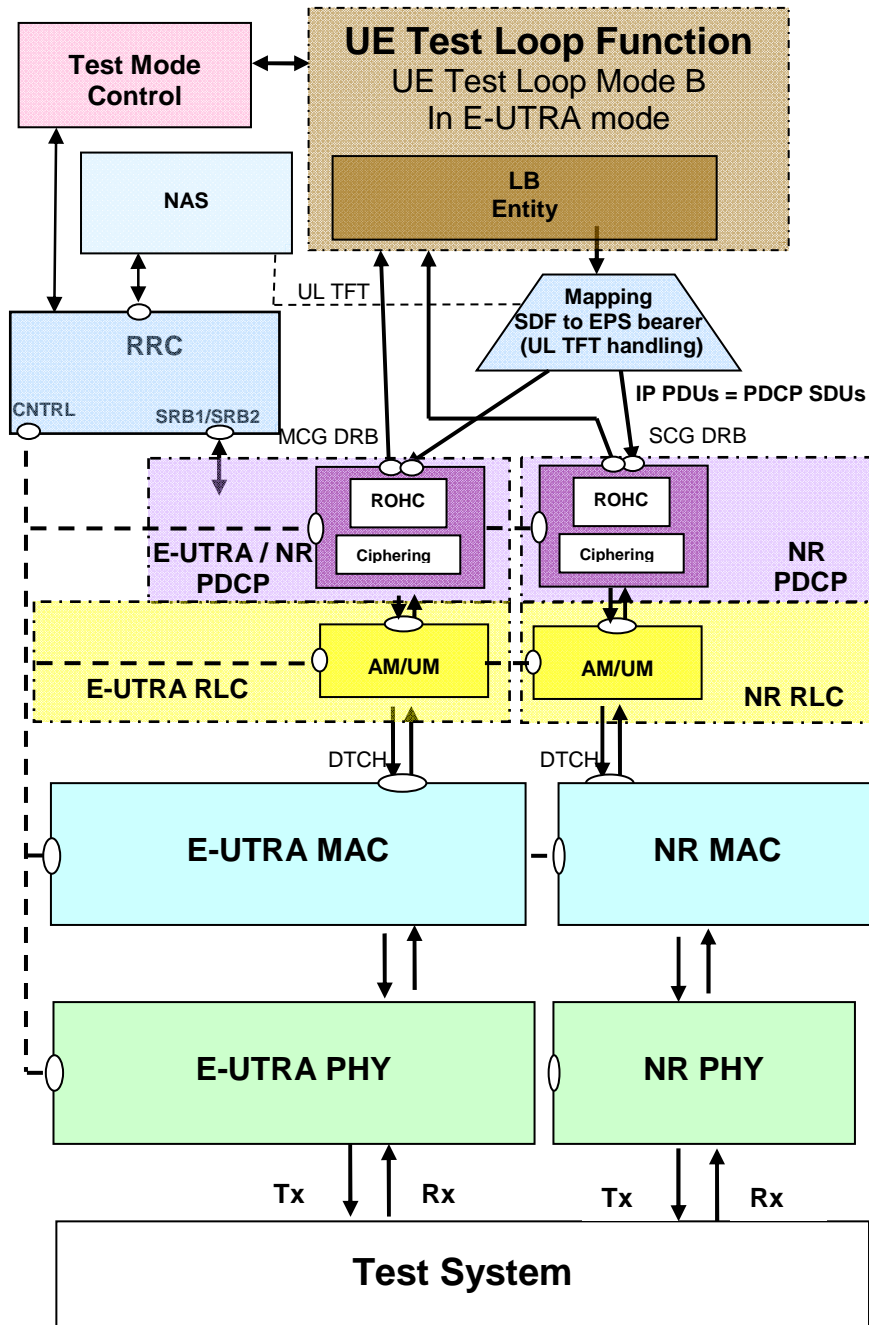 UE Test Loop Function
UE Test Loop Mode B
In E-UTRA mode
Test Mode
Control
LB
Entity
NAS
UL TFT
Mapping
SDF to EPS bearer
(UL TFT handling)
RRC
CNTRL
SRB1/SRB2
IP PDUs = PDCP SDUs
MCG DRB
SCG DRB
ROHC
Ciphering
E-UTRA / NR
PDCP
ROHC
Ciphering
NR
PDCP
AM/UM
E-UTRA RLC
AM/UM
NR RLC
DTCH
DTCH
E-UTRA MAC
NR MAC
E-UTRA PHY
NR PHY
Tx
Rx
Tx
Rx
Test System